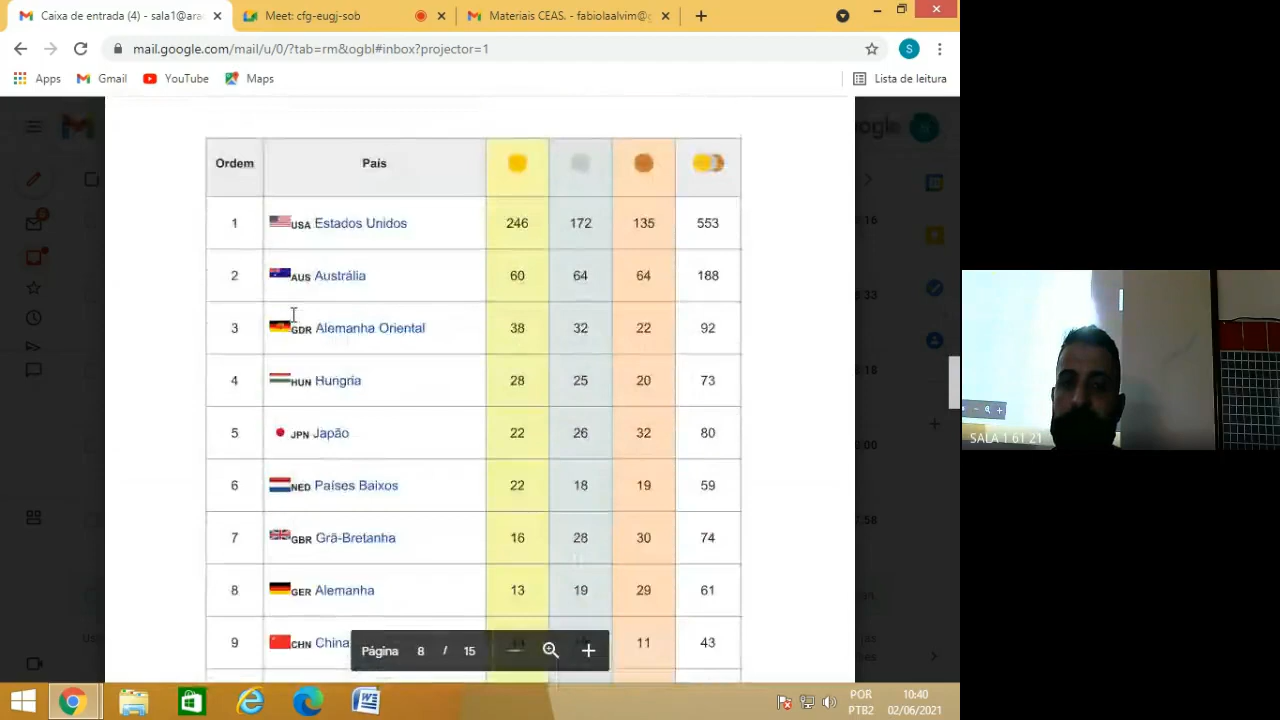 Caixa de entrada (4) - sala1@ara
Meet: cfg-eugj-sob
Materiais CEAS. - fabiolaalvim@g
mail.google.com/mail/u/0/?tab=rm&ogbl#inbox?projector=1
S
Apps
Gmail
YouTube
Maps
Lista de leitura
Ordem País
1 USA Estados Unidos 246 172 135 553
2 AUS Austrália 60 64 64 188
3 GDR Alemanha Oriental 38 32 22 92
4 HUN Hungria 28 25 20 73
5 JPN Japão 22 26 32 80
6 NED Países Baixos 22 18 19 59
7 GBR Grã-Bretanha 16 28 30 74
8 GER Alemanha 13 19 29 61
9 CHN China 11 43
Página 8 / 15
SALA 1 61 21
POR
PTB2
10:40
02/06/2021